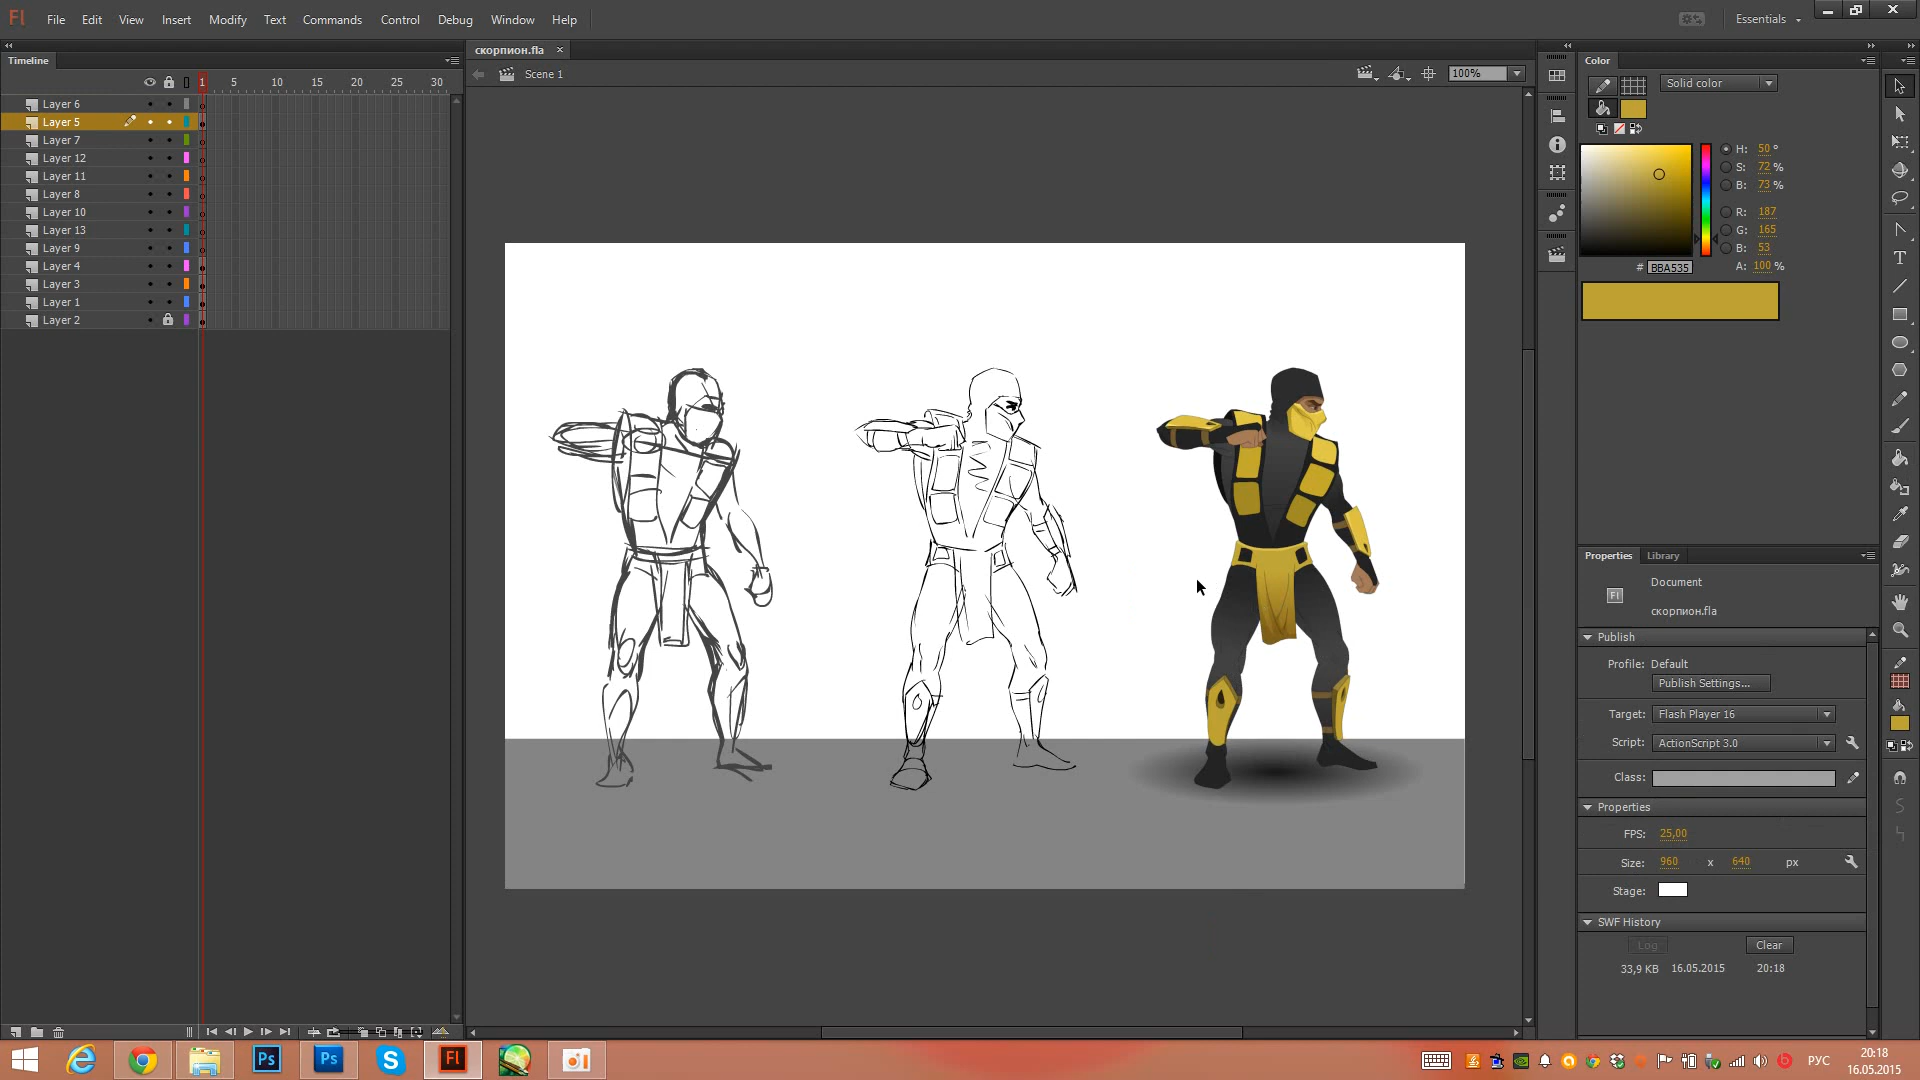 Fl File Edit View Insert Modify Text Commands Control Debug Window Help Essentials
Timeline
скорпион.fla
Scene 1
100%
1 5 10 15 20 25 30
Layer 6
Layer 5
Layer 7
Layer 12
Layer 11
Layer 8
Layer 10
Layer 13
Layer 9
Layer 4
Layer 3
Layer 1
Layer 2
Color
Solid color
H: 50 °
S: 72 %
B: 73 %
R: 187
G: 165
B: 53
# BBA535 A: 100 %
Properties Library
Fl Document
скорпион.fla
Publish
Profile: Default
Publish Settings...
Target: Flash Player 16
Script: ActionScript 3.0
Class:
Properties
FPS: 25,00
Size: 960 x 640 px
Stage:
SWF History
Log Clear
33,9 KB 16.05.2015 20:18
T
Ps Ps S Fl
РУС
20:18
16.05.2015